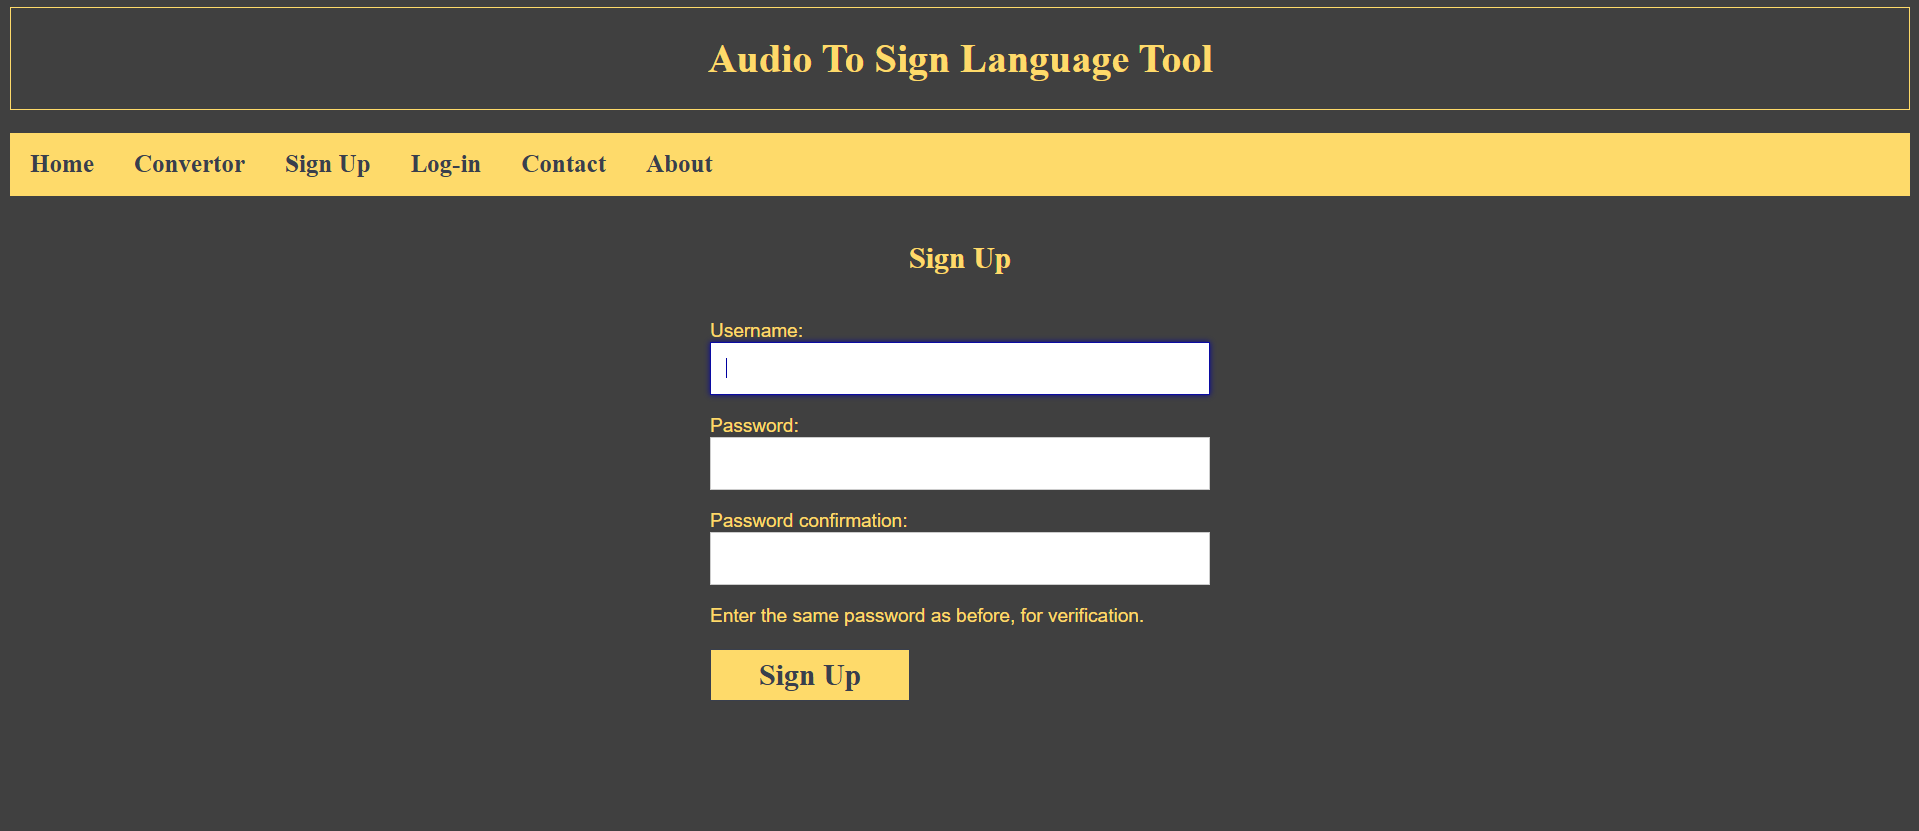 Audio To Sign Language Tool
Home Convertor Sign Up Log-in Contact About
Sign Up
Username:
Password:
Password confirmation:
Enter the same password as before, for verification.
Sign Up